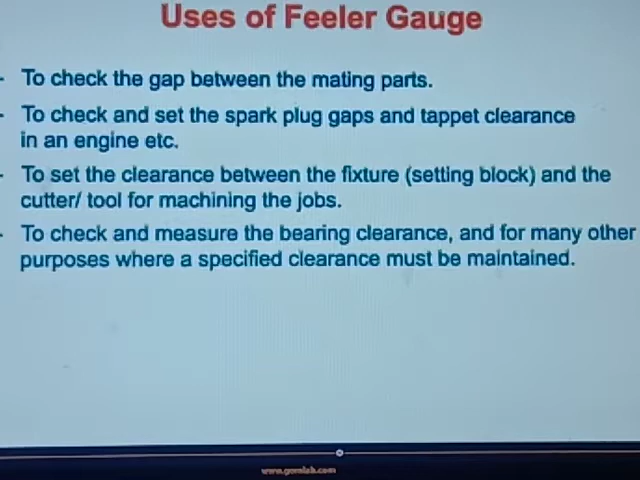 Uses of Feeler Gauge
- To check the gap between the mating parts.
- To check and set the spark plug gaps and tappet clearance
in an engine etc.
- To set the clearance between the fixture (setting block) and the
cutter/ tool for machining the jobs.
- To check and measure the bearing clearance, and for many other
purposes where a specified clearance must be maintained.